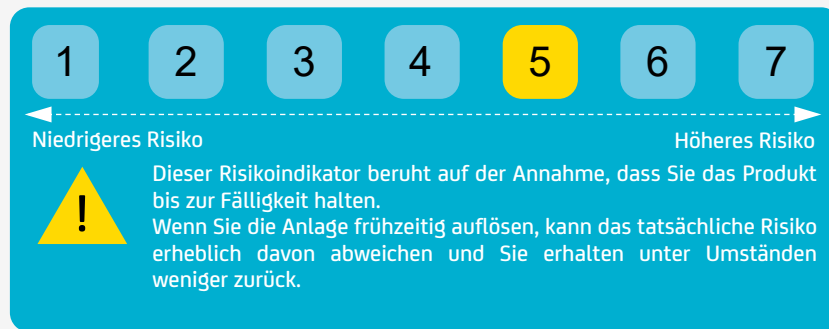 1 2 3 4 5 6 7
Niedrigeres Risiko Höheres Risiko
! Dieser Risikoindikator beruht auf der Annahme, dass Sie das Produkt
bis zur Fälligkeit halten.
Wenn Sie die Anlage frühzeitig auflösen, kann das tatsächliche Risiko
erheblich davon abweichen und Sie erhalten unter Umständen
weniger zurück.